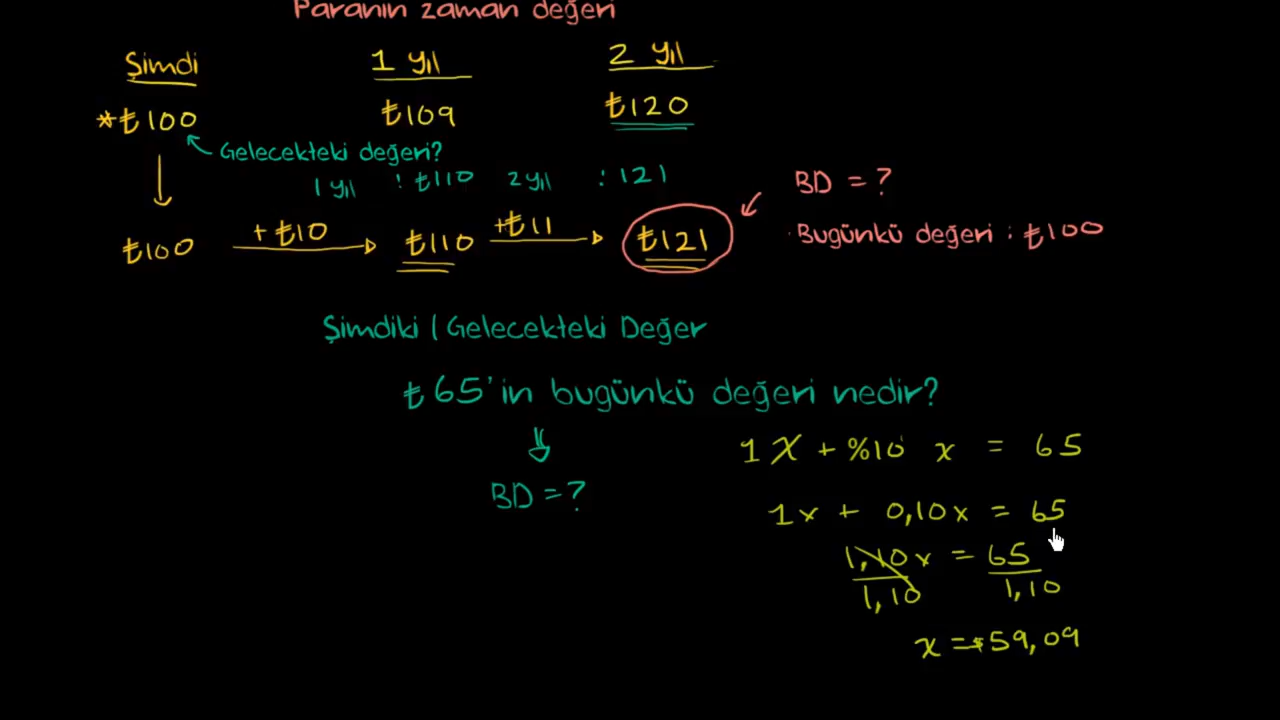 Paranın zaman değeri
Şimdi 1 yıl 2 yıl
*₺100 ₺109 ₺120
Gelecekteki değeri?
1 yıl : ₺110 2 yıl : 121
BD = ?
₺100 +₺10 ₺110 +₺11 ₺121
Bugünkü değeri : ₺100
Şimdiki / Gelecekteki Değer
₺65'in bugünkü değeri nedir?
1X + %10 x = 65
BD = ?
1x + 0,10x = 65
1,10x = 65
1,10 1,10
x = ₺59,09